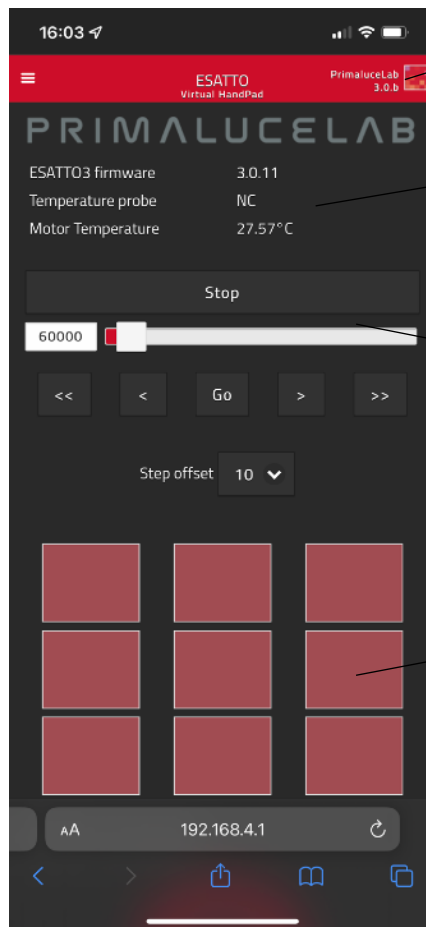 16:03
ESATTO
Virtual HandPad
PrimaluceLab
3.0.b
PRIMALUCELAB
ESATTO3 firmware 3.0.11
Temperature probe NC
Motor Temperature 27.57°C
Stop
60000
<< < Go > >>
Step offset 10
AA 192.168.4.1